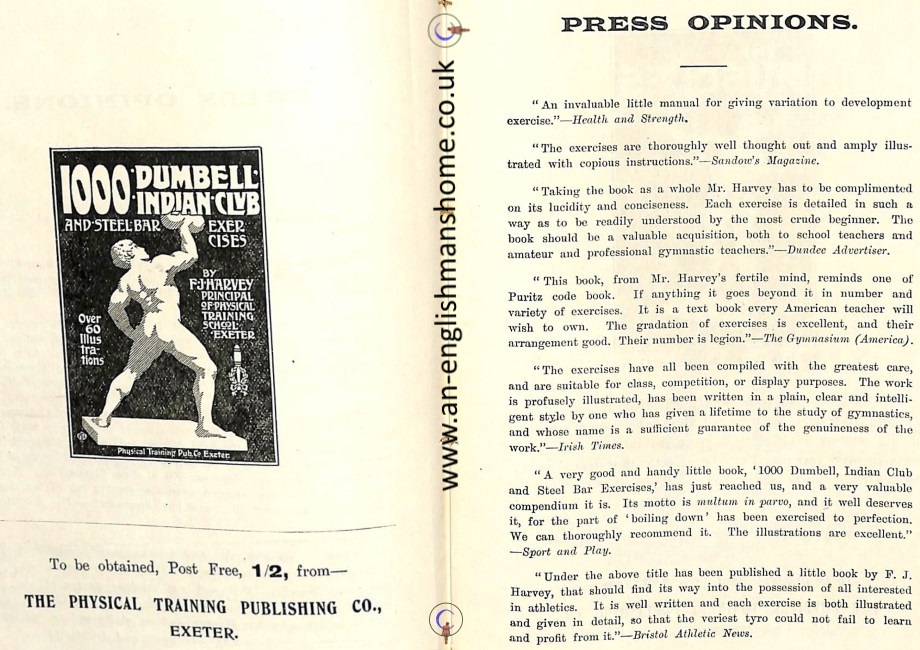 1000 DUMBELL
INDIAN-CLUB
AND-STEEL-BAR EXER
CISES
BY
F.J.HARVEY
PRINCIPAL
OF-PHYSICAL
TRAINING
SCHOOL
EXETER
Over
60
Illus
tra-
tions
Physical Training Pub. Co Exeter
To be obtained, Post Free, 1/2, from—
THE PHYSICAL TRAINING PUBLISHING CO.,
EXETER.
www.an-englishmanshome.co.uk
PRESS OPINIONS.
"An invaluable little manual for giving variation to development
exercise."—Health and Strength.
"The exercises are thoroughly well thought out and amply illus-
trated with copious instructions."—Sandow's Magazine.
"Taking the book as a whole Mr. Harvey has to be complimented
on its lucidity and conciseness. Each exercise is detailed in such a
way as to be readily understood by the most crude beginner. The
book should be a valuable acquisition, both to school teachers and
amateur and professional gymnastic teachers."—Dundee Advertiser.
"This book, from Mr. Harvey's fertile mind, reminds one of
Puritz code book. If anything it goes beyond it in number and
variety of exercises. It is a text book every American teacher will
wish to own. The gradation of exercises is excellent, and their
arrangement good. Their number is legion."—The Gymnasium (America).
"The exercises have all been compiled with the greatest care,
and are suitable for class, competition, or display purposes. The work
is profusely illustrated, has been written in a plain, clear and intelli-
gent style by one who has given a lifetime to the study of gymnastics,
and whose name is a sufficient guarantee of the genuineness of the
work."—Irish Times.
"A very good and handy little book, '1000 Dumbell, Indian Club
and Steel Bar Exercises,' has just reached us, and a very valuable
compendium it is. Its motto is multum in parvo, and it well deserves
it, for the part of 'boiling down' has been exercised to perfection.
We can thoroughly recommend it. The illustrations are excellent."
—Sport and Play.
"Under the above title has been published a little book by F. J.
Harvey, that should find its way into the possession of all interested
in athletics. It is well written and each exercise is both illustrated
and given in detail, so that the veriest tyro could not fail to learn
and profit from it."—Bristol Athletic News.